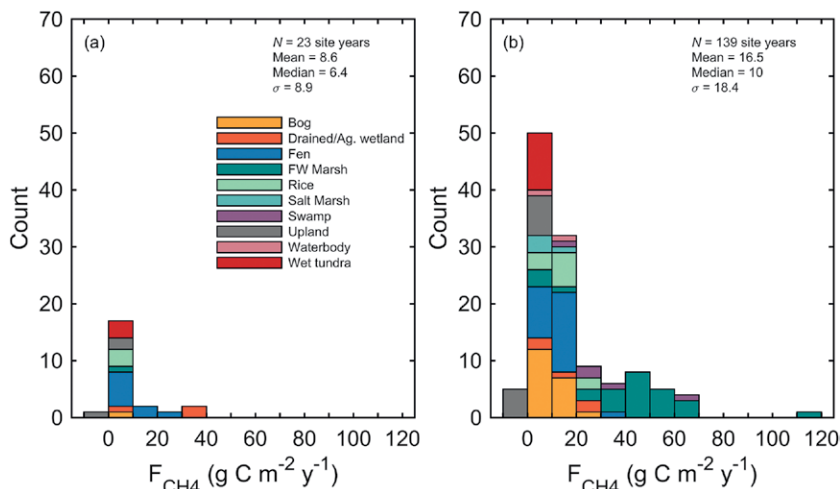 70
60
50
40
30
20
10
0
Count
(a)
N = 23 site years
Mean = 8.6
Median = 6.4
σ = 8.9
Bog
Drained/Ag. wetland
Fen
FW Marsh
Rice
Salt Marsh
Swamp
Upland
Waterbody
Wet tundra
0 20 40 60 80 100 120
F_CH4 (g C m⁻² y⁻¹)
70
60
50
40
30
20
10
0
Count
(b)
N = 139 site years
Mean = 16.5
Median = 10
σ = 18.4
0 20 40 60 80 100 120
F_CH4 (g C m⁻² y⁻¹)